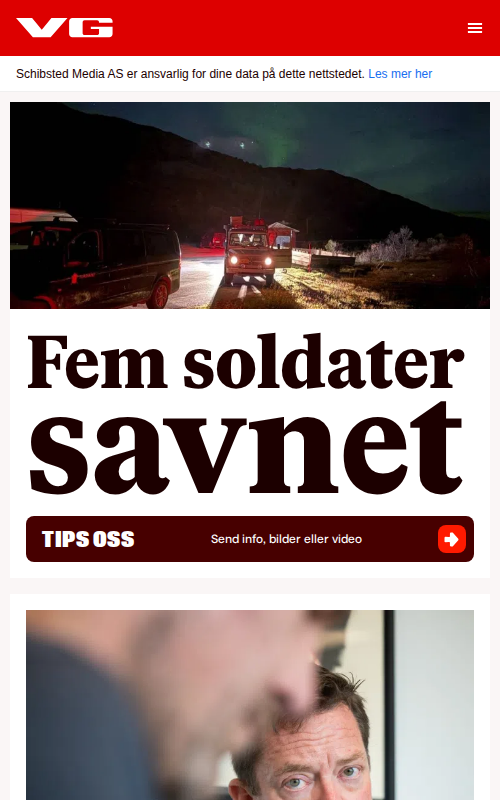 VG
Schibsted Media AS er ansvarlig for dine data på dette nettstedet. Les mer her
Fem soldater
savnet
TIPS OSS
Send info, bilder eller video